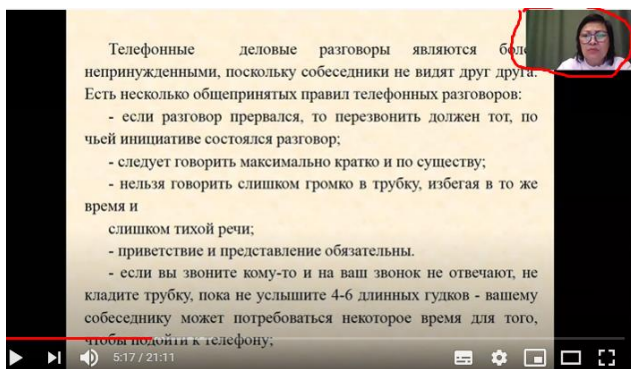 Телефонные деловые разговоры являются боле
непринужденными, поскольку собеседники не видят друг друга.
Есть несколько общепринятых правил телефонных разговоров:
- если разговор прервался, то перезвонить должен тот, по
чьей инициативе состоялся разговор;
- следует говорить максимально кратко и по существу;
- нельзя говорить слишком громко в трубку, избегая в то же
время и
слишком тихой речи;
- приветствие и представление обязательны.
- если вы звоните кому-то и на ваш звонок не отвечают, не
кладите трубку, пока не услышите 4-6 длинных гудков - вашему
собеседнику может потребоваться некоторое время для того,
чтобы подойти к телефону;
5:17 / 21:11